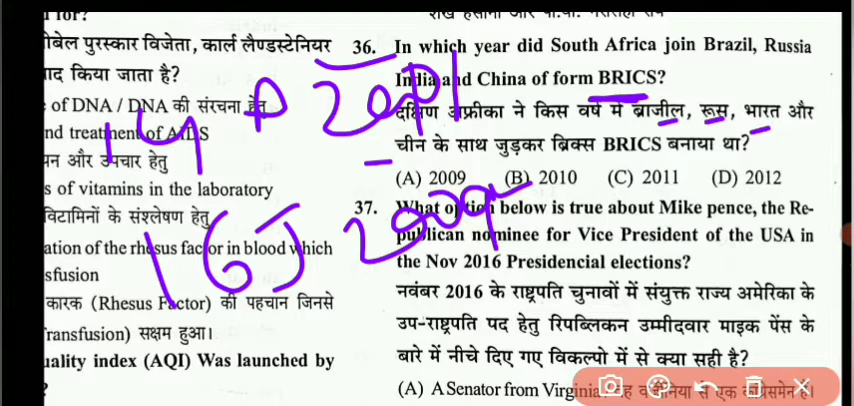 d for?
शेख हसीना और
ोबेल पुरस्कार विजेता, कार्ल लैण्डस्टेनियर
ाद किया जाता है?
of DNA / DNA की संरचना हेतु
nd treatment of AIDS
पन और उपचार हेतु
s of vitamins in the laboratory
विटामिनों के संश्लेषण हेतु
ation of the rhesus factor in blood which
sfusion
कारक (Rhesus Factor) की पहचान जिनसे
Transfusion) सक्षम हुआ।
uality index (AQI) Was launched by
?
36. In which year did South Africa join Brazil, Russia
India and China of form BRICS?
दक्षिण अफ्रीका ने किस वर्ष में ब्राजील, रूस, भारत और
चीन के साथ जुड़कर ब्रिक्स BRICS बनाया था?
(A) 2009 (B) 2010 (C) 2011 (D) 2012
37. What option below is true about Mike pence, the Re-
publican nominee for Vice President of the USA in
the Nov 2016 Presidencial elections?
नवंबर 2016 के राष्ट्रपति चुनावों में संयुक्त राज्य अमेरिका के
उप-राष्ट्रपति पद हेतु रिपब्लिकन उम्मीदवार माइक पेंस के
बारे में नीचे दिए गए विकल्पो में से क्या सही है?
(A) A Senator from Virginia से एक कांग्रेसमेन है।